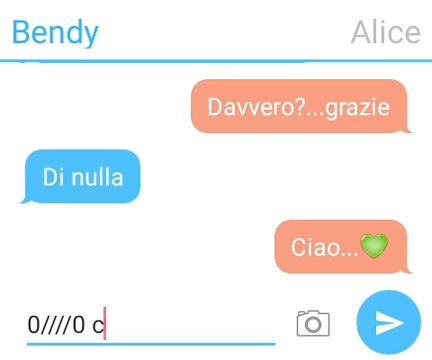 Bendy Alice
Davvero?...grazie
Di nulla
Ciao...💚
0////0 c